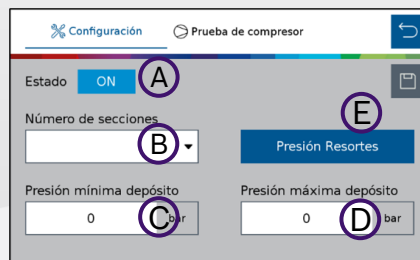 Configuración Prueba de compresor
Estado ON A
E
Número de secciones
B Presión Resortes
Presión mínima depósito Presión máxima depósito
0 C bar 0 D bar